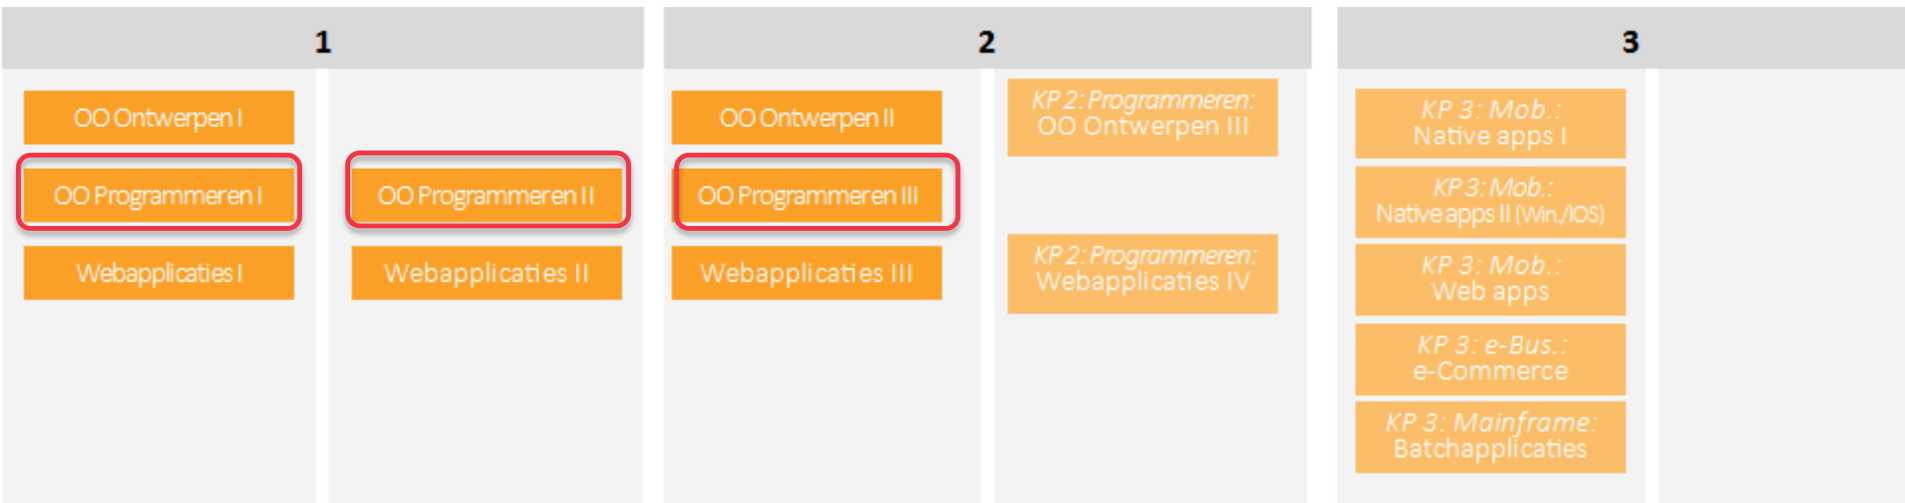 1
2
3
OO Ontwerpen I
OO Programmeren I
Webapplicaties I
OO Programmeren II
Webapplicaties II
OO Ontwerpen II
OO Programmeren III
Webapplicaties III
KP 2: Programmeren:
OO Ontwerpen III
KP 2: Programmeren:
Webapplicaties IV
KP 3: Mob.:
Native apps I
KP 3: Mob.:
Native apps II (Win./IOS)
KP 3: Mob.:
Web apps
KP 3: e-Bus.:
e-Commerce
KP 3: Mainframe:
Batchapplicaties